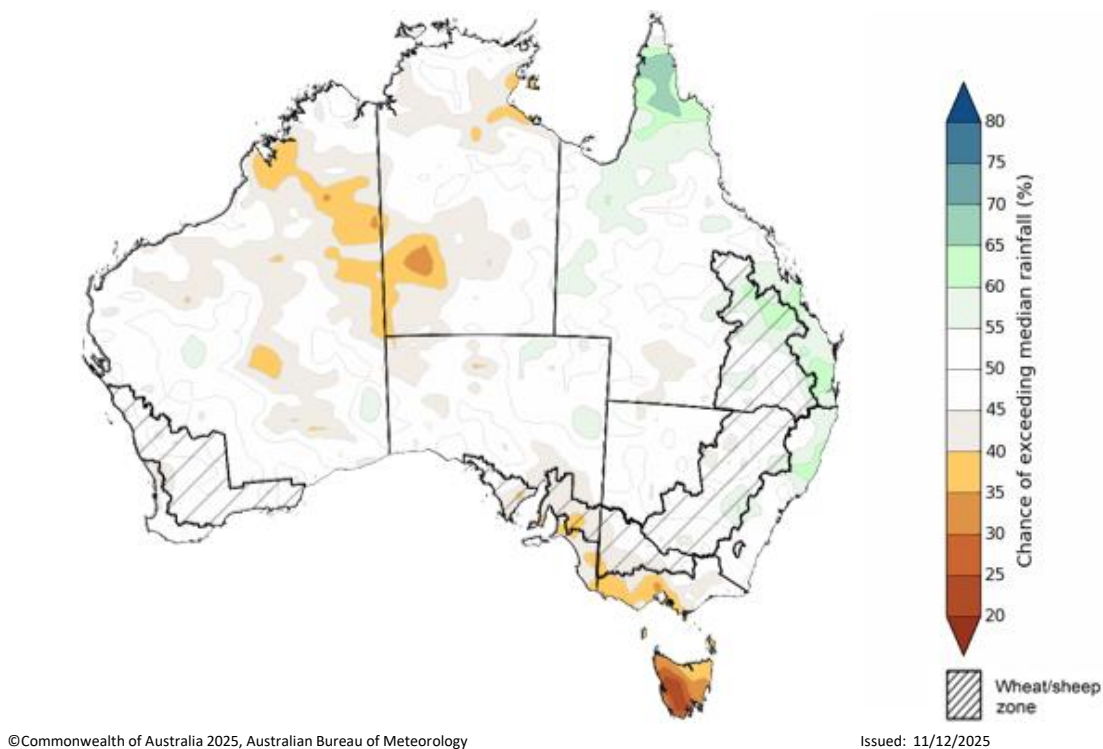 80
75
70
65
60
55
50
45
40
35
30
25
20
Chance of exceeding median rainfall (%)
Wheat/sheep
zone
©Commonwealth of Australia 2025, Australian Bureau of Meteorology
Issued: 11/12/2025